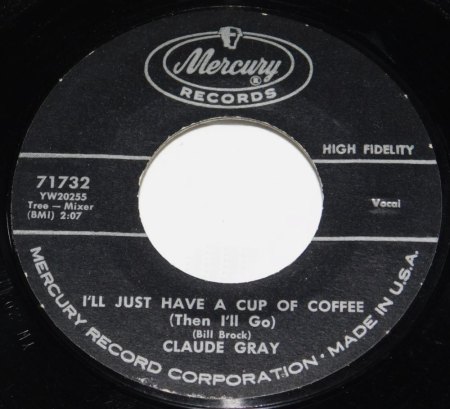 Mercury
®
RECORDS
HIGH FIDELITY
71732
YW20255
Tree — Mixer
(BMI) 2:07
Vocal
I'LL JUST HAVE A CUP OF COFFEE
(Then I'll Go)
(Bill Brock)
CLAUDE GRAY
MERCURY RECORD CORPORATION • MADE IN U.S.A.